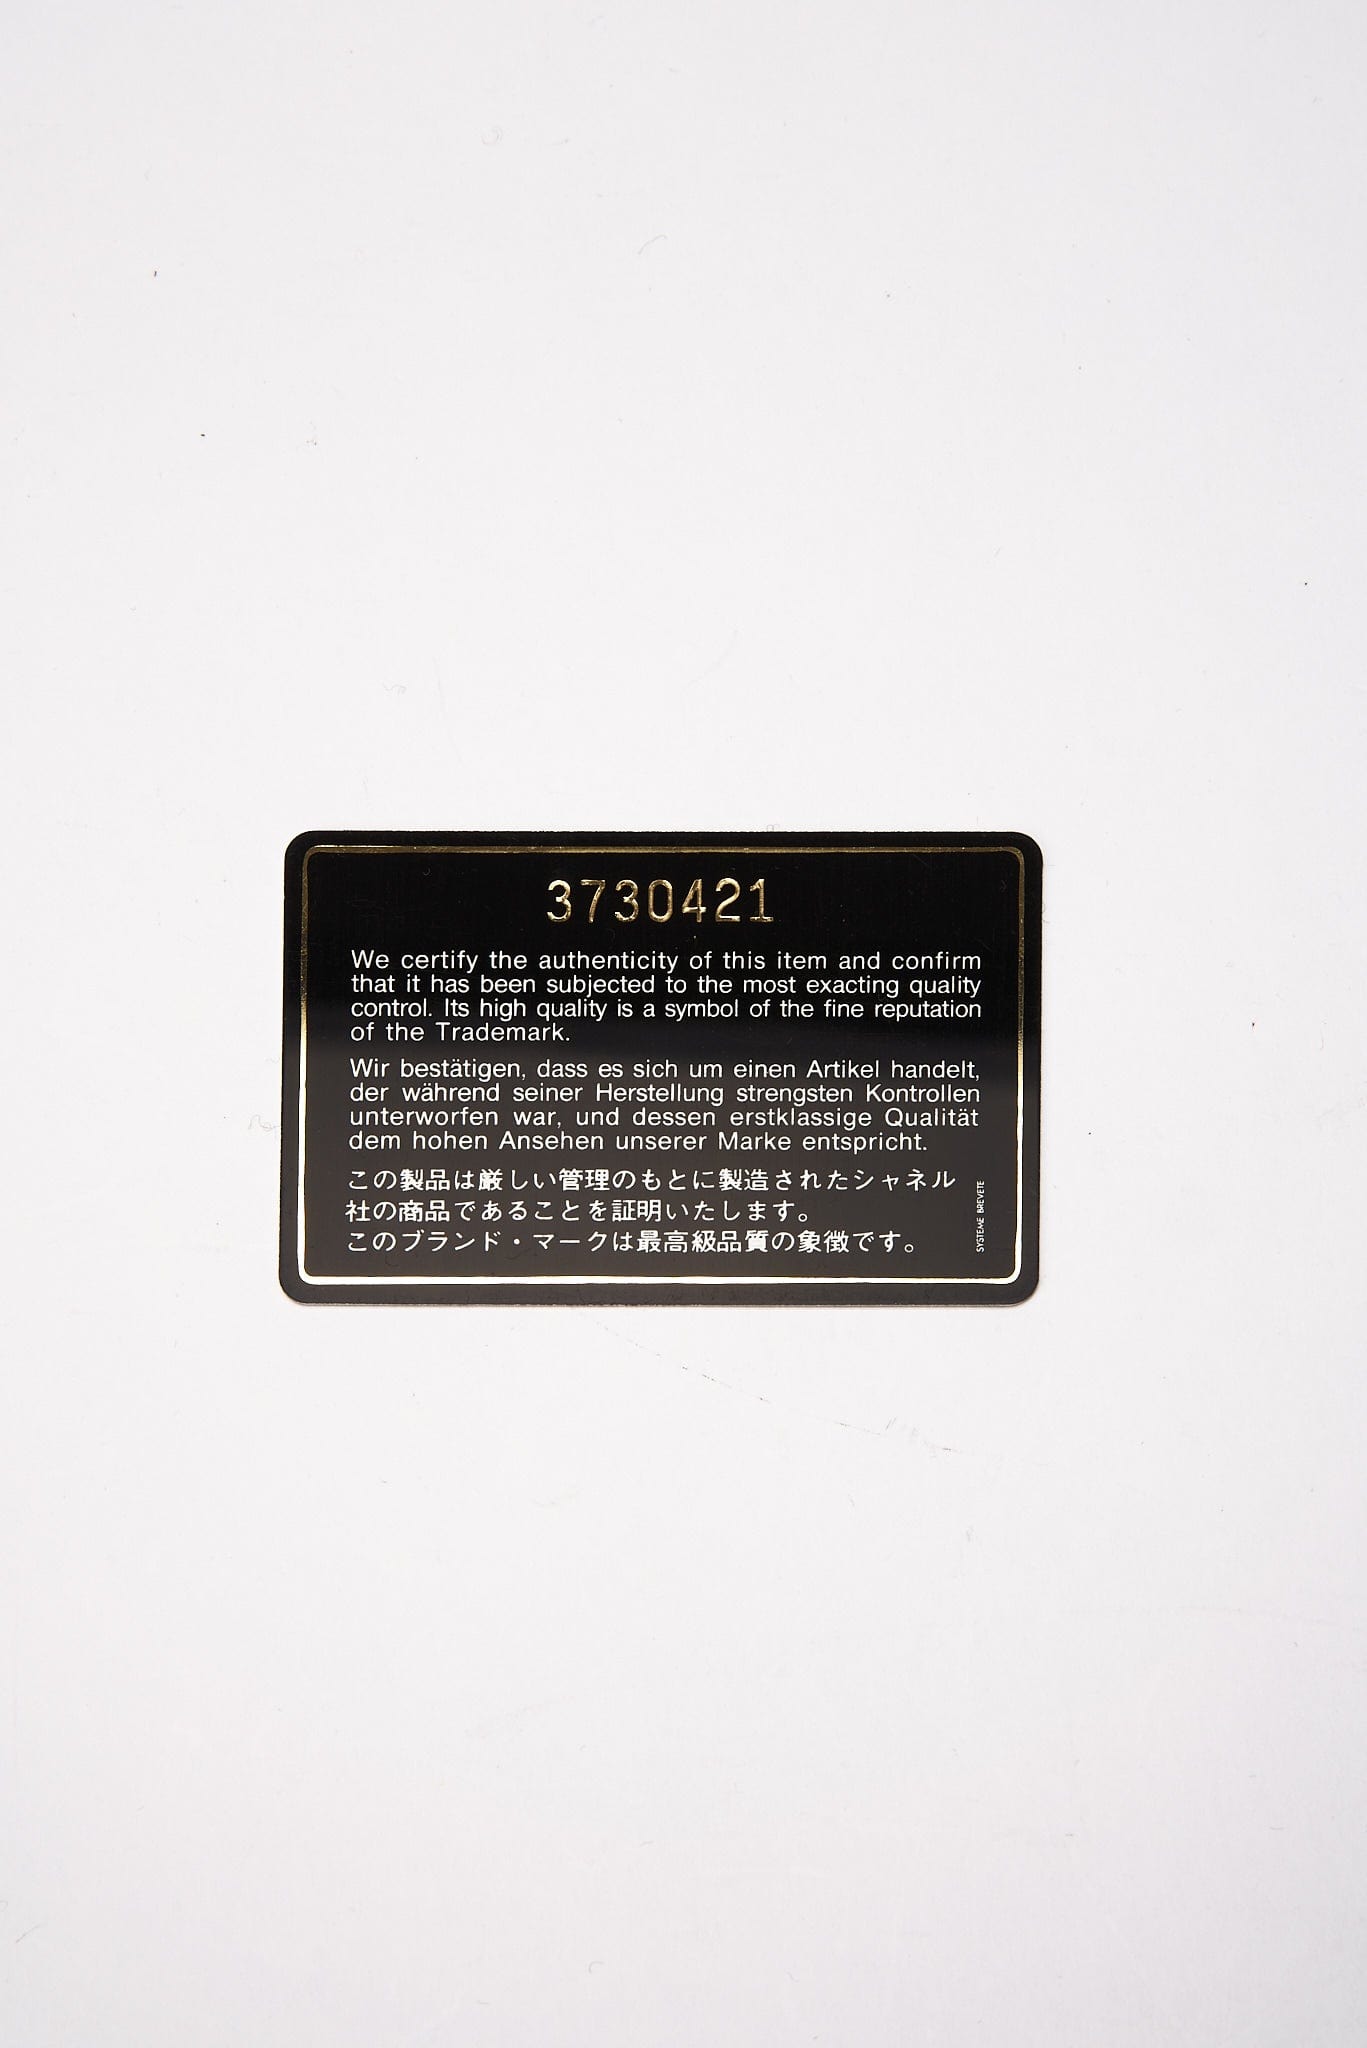 3730421
We certify the authenticity of this item and confirm
that it has been subjected to the most exacting quality
control. Its high quality is a symbol of the fine reputation
of the Trademark.
Wir bestätigen, dass es sich um einen Artikel handelt,
der während seiner Herstellung strengsten Kontrollen
unterworfen war, und dessen erstklassige Qualität
dem hohen Ansehen unserer Marke entspricht.
この製品は厳しい管理のもとに製造されたシャネル
社の商品であることを証明いたします。
このブランド・マークは最高級品質の象徴です。
SYSTEME BREVETE